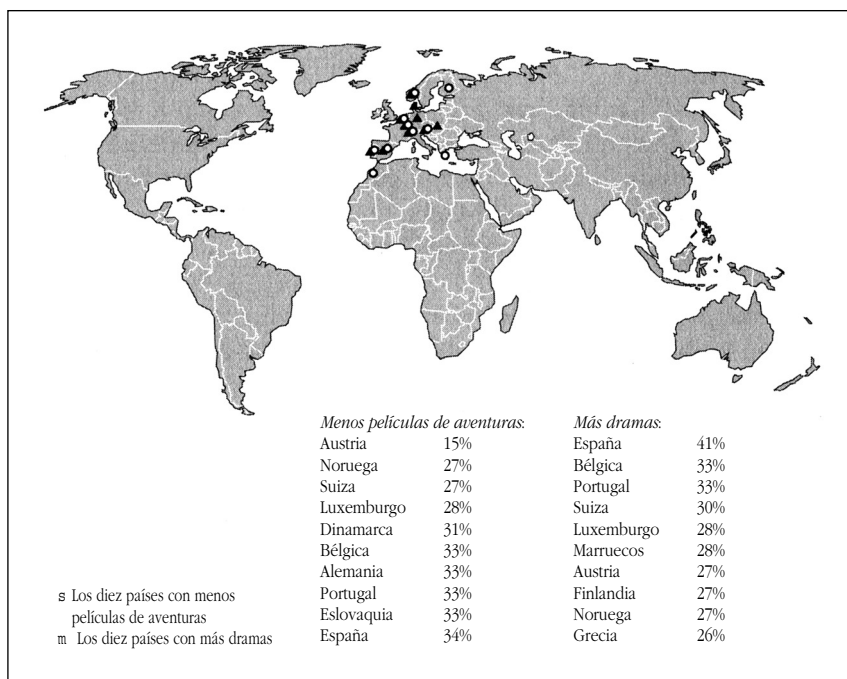 Menos películas de aventuras: Más dramas:
Austria 15% España 41%
Noruega 27% Bélgica 33%
Suiza 27% Portugal 33%
Luxemburgo 28% Suiza 30%
Dinamarca 31% Luxemburgo 28%
Bélgica 33% Marruecos 28%
Alemania 33% Austria 27%
Portugal 33% Finlandia 27%
Eslovaquia 33% Noruega 27%
España 34% Grecia 26%
s Los diez países con menos
películas de aventuras
m Los diez países con más dramas